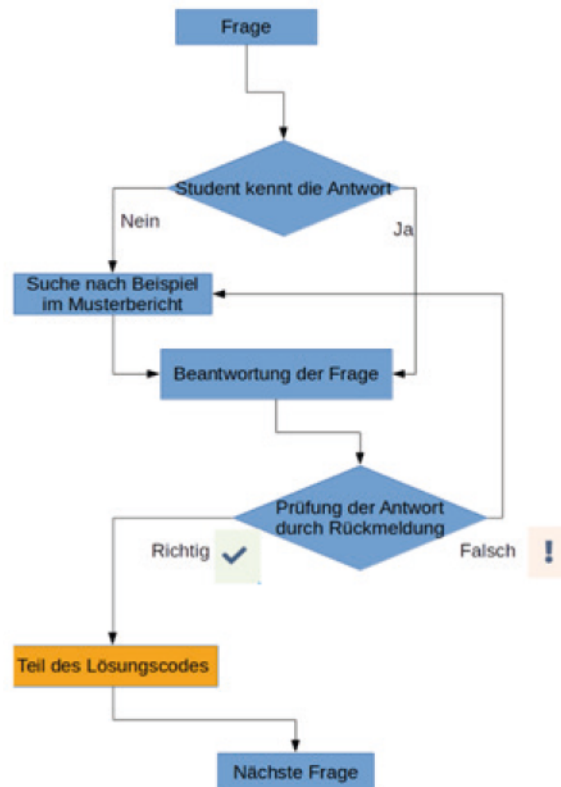 Frage
Student kennt die Antwort
Nein
Ja
Suche nach Beispiel
im Musterbericht
Beantwortung der Frage
Prüfung der Antwort
durch Rückmeldung
Richtig
Falsch
!
Teil des Lösungscodes
Nächste Frage